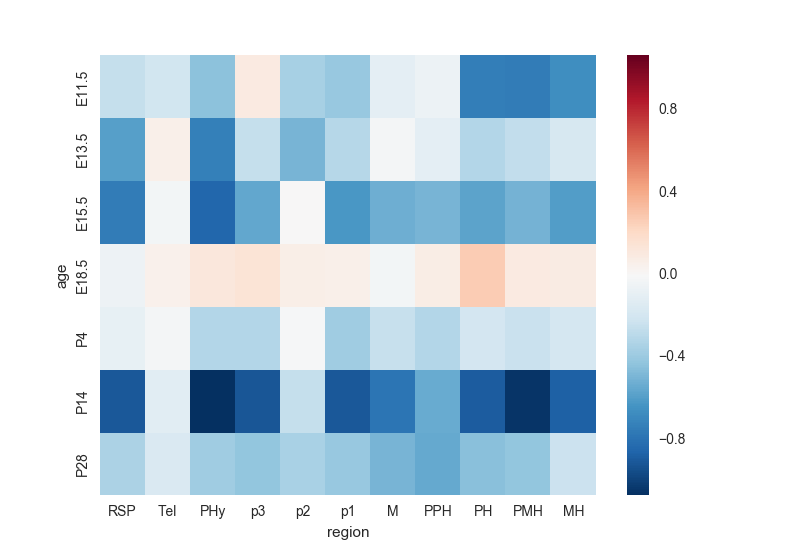 E11.5
E13.5
E15.5
E18.5
P4
P14
P28
age
RSP Tel PHy p3 p2 p1 M PPH PH PMH MH
region
0.8
0.4
0.0
−0.4
−0.8